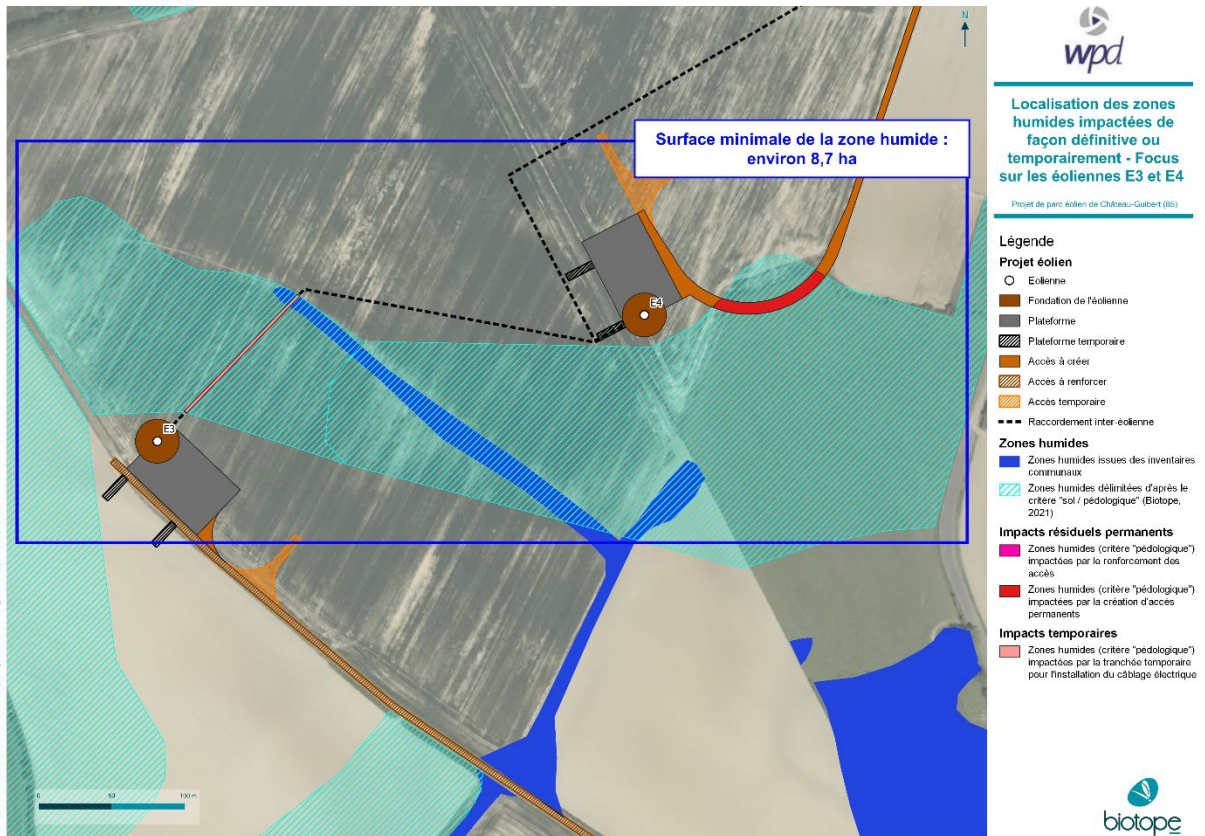 N
Surface minimale de la zone humide :
environ 8,7 ha
E4
E3
0 50 100 m
wpd
Localisation des zones
humides impactées de
façon définitive ou
temporairement - Focus
sur les éoliennes E3 et E4
Projet de parc éolien de Château-Guibert (85)
Légende
Projet éolien
Eolienne
Fondation de l'éolienne
Plateforme
Plateforme temporaire
Accès à créer
Accès à renforcer
Accès temporaire
Raccordement inter-éolienne
Zones humides
Zones humides issues des inventaires
communaux
Zones humides délimitées d'après le
critère "sol / pédologique" (Biotope,
2021)
Impacts résiduels permanents
Zones humides (critère "pédologique")
impactées par le renforcement des
accès
Zones humides (critère "pédologique")
impactées par la création d'accès
permanents
Impacts temporaires
Zones humides (critère "pédologique")
impactées par la tranchée temporaire
pour l'installation du câblage électrique
biotope